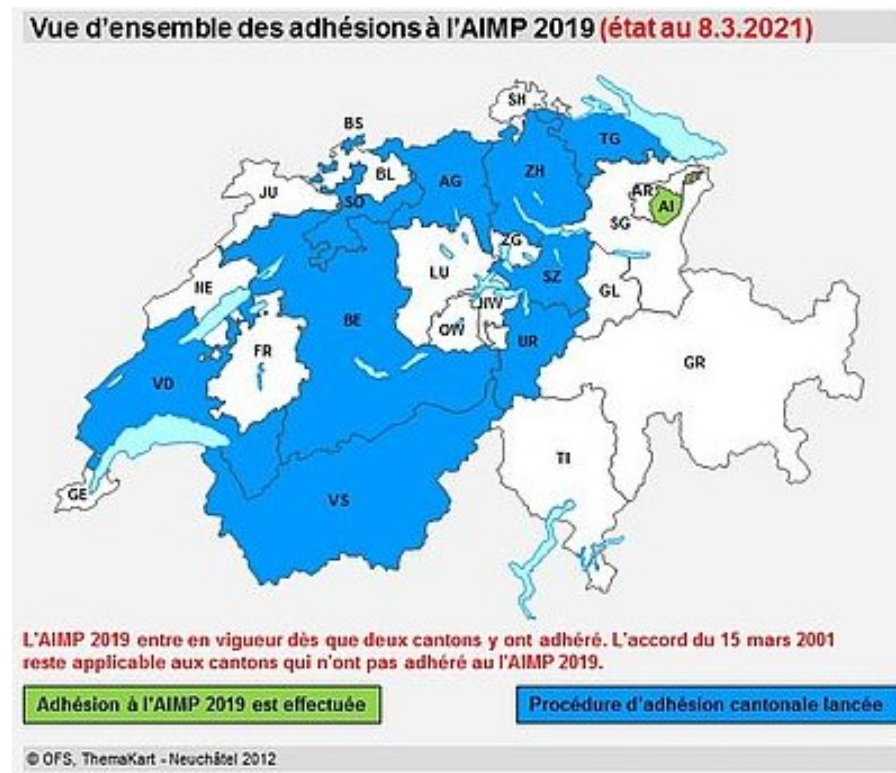 Vue d'ensemble des adhésions à l'AIMP 2019 (état au 8.3.2021)
SH
BS
TG
BL
ZH
AG
JU
SO
AR
AI
SG
ZG
LU
SZ
NE
GL
NW
OW
BE
UR
FR
GR
VD
TI
GE
VS
L'AIMP 2019 entre en vigueur dès que deux cantons y ont adhéré. L'accord du 15 mars 2001
reste applicable aux cantons qui n'ont pas adhéré au l'AIMP 2019.
Adhésion à l'AIMP 2019 est effectuée
Procédure d'adhésion cantonale lancée
© OFS, ThemaKart - Neuchâtel 2012